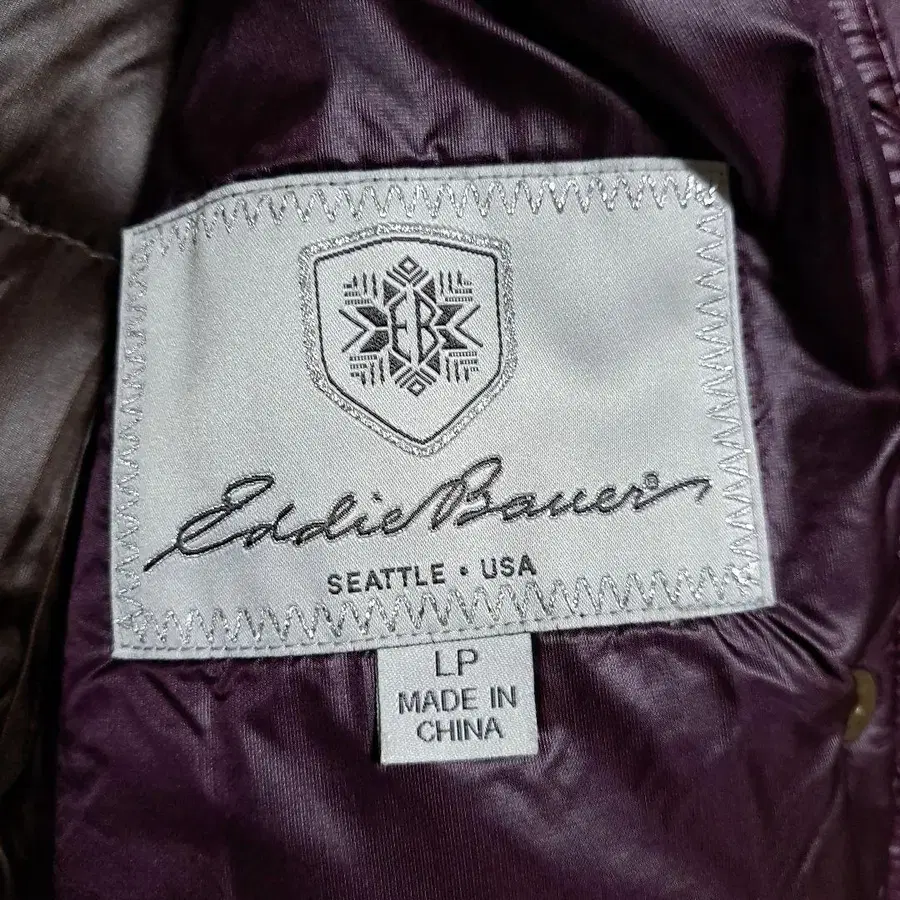 EB
Eddie Bauer®
SEATTLE • USA
LP
MADE IN
CHINA